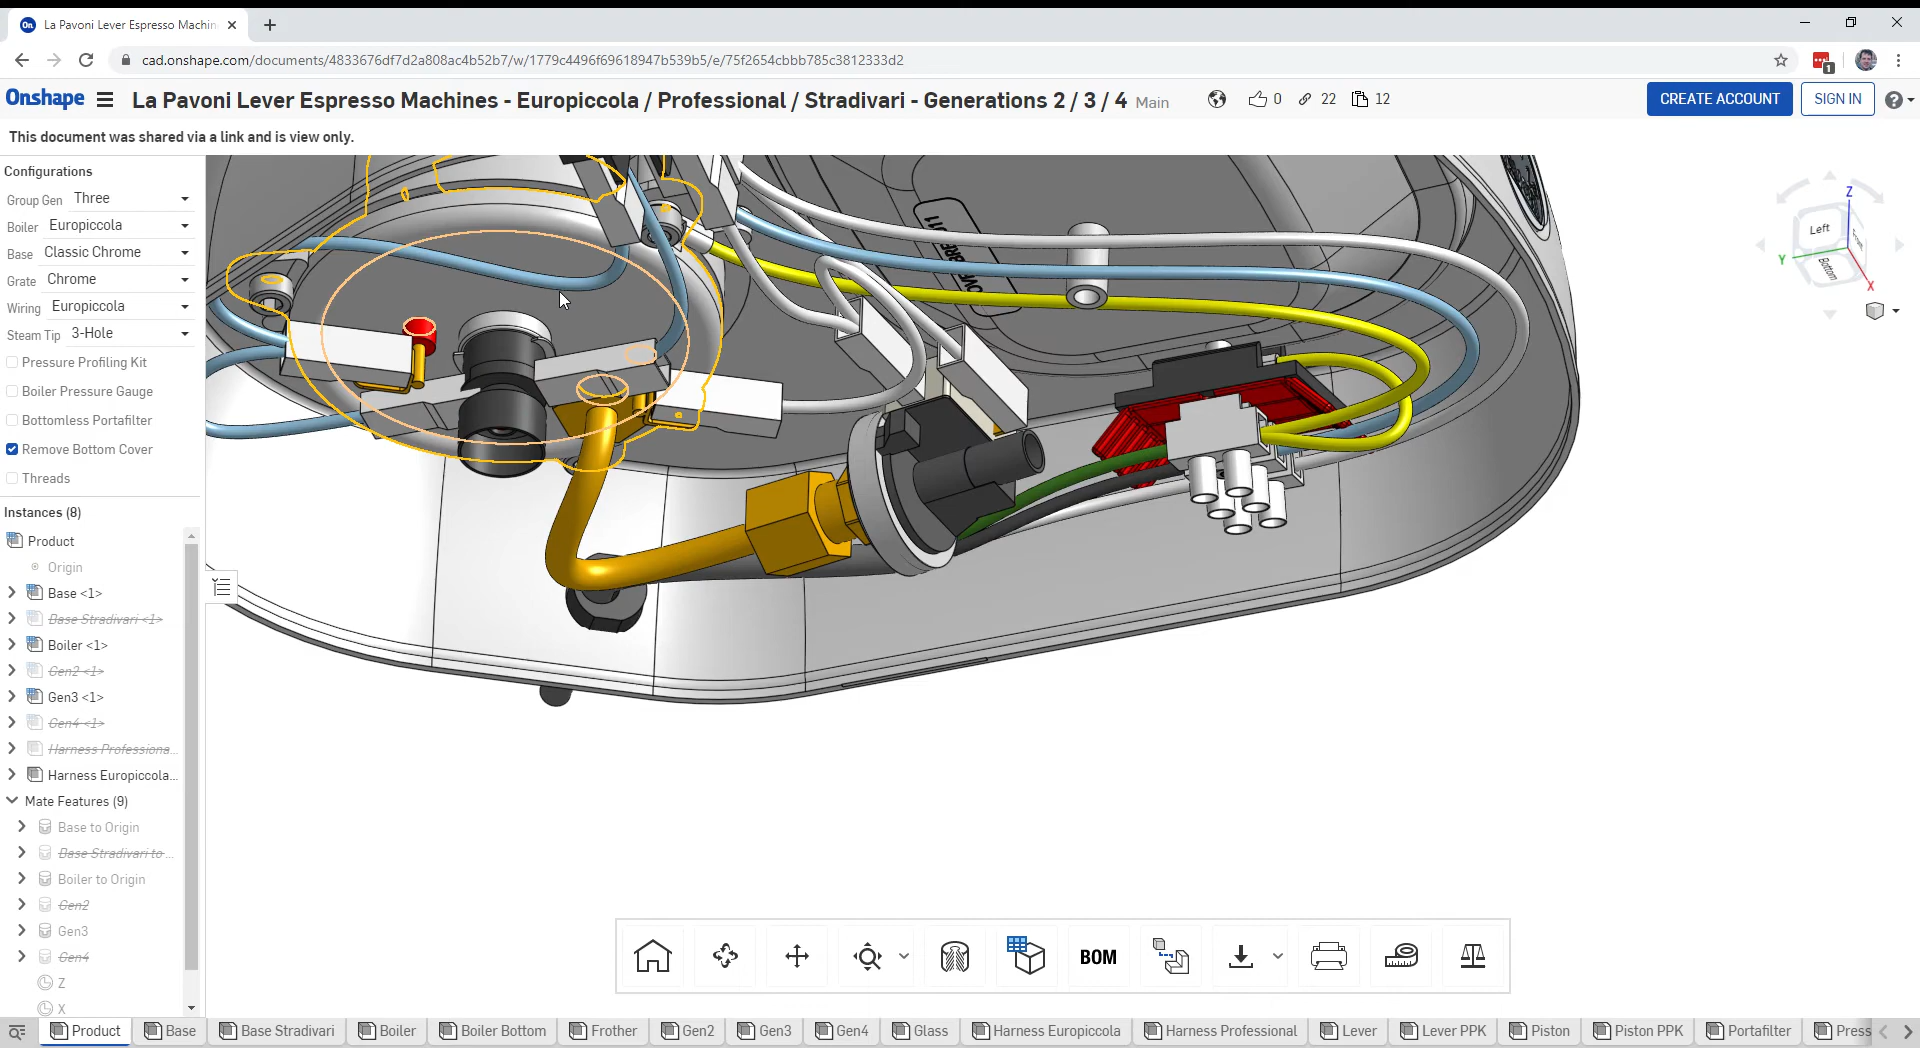 La Pavoni Lever Espresso Machin
cad.onshape.com/documents/4833676df7d2a808ac4b52b7/w/1779c4496f69618947b539b5/e/75f2654cbbb785c3812333d2
1
Onshape
La Pavoni Lever Espresso Machines - Europiccola / Professional / Stradivari - Generations 2 / 3 / 4 Main
0
22
12
CREATE ACCOUNT
SIGN IN
This document was shared via a link and is view only.
Configurations
Group Gen Three
Boiler Europiccola
Base Classic Chrome
Grate Chrome
Wiring Europiccola
Steam Tip 3-Hole
Pressure Profiling Kit
Boiler Pressure Gauge
Bottomless Portafilter
Remove Bottom Cover
Threads
Instances (8)
Product
Origin
Base <1>
Base Stradivari <1>
Boiler <1>
Gen2 <1>
Gen3 <1>
Gen4 <1>
Harness Professiona...
Harness Europiccola...
Mate Features (9)
Base to Origin
Base Stradivari to ...
Boiler to Origin
Gen2
Gen3
Gen4
Z
X
Z
Left
Y
Bottom
X
BOM
Product
Base
Base Stradivari
Boiler
Boiler Bottom
Frother
Gen2
Gen3
Gen4
Glass
Harness Europiccola
Harness Professional
Lever
Lever PPK
Piston
Piston PPK
Portafilter
Press